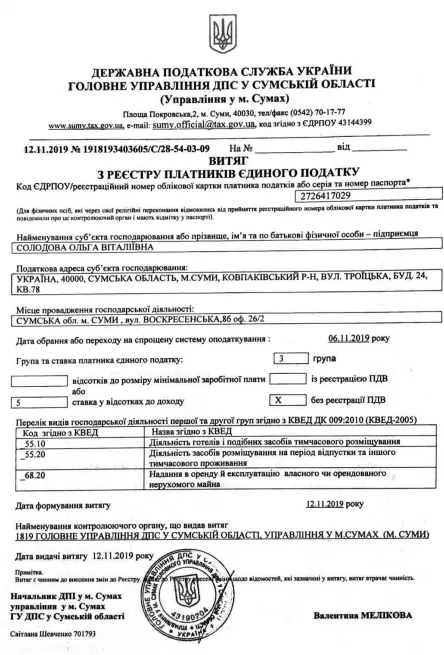 ДЕРЖАВНА ПОДАТКОВА СЛУЖБА УКРАЇНИ
ГОЛОВНЕ УПРАВЛІННЯ ДПС У СУМСЬКІЙ ОБЛАСТІ
(Управління у м. Сумах)
Площа Покровська,2, м. Суми, 40030, тел/факс (0542) 70-17-77
www.sumy.tax.gov.ua, e-mail: sumy.official@tax.gov.ua, код згідно з ЄДРПОУ 43144399
12.11.2019 № 1918193403605/С/28-54-03-09 На № від
ВИТЯГ
З РЕЄСТРУ ПЛАТНИКІВ ЄДИНОГО ПОДАТКУ
Код ЄДРПОУ/реєстраційний номер облікової картки платника податків або серія та номер паспорта*
2726417029
(Для фізичних осіб, які через свої релігійні переконання відмовились від прийняття реєстраційного номера облікової картки платника податків та
повідомили про це контролюючий орган і мають відмітку у паспорті).
Найменування суб’єкта господарювання або прізвище, ім’я та по батькові фізичної особи – підприємця
СОЛОДОВА ОЛЬГА ВІТАЛІЇВНА
Податкова адреса суб’єкта господарювання:
УКРАЇНА, 40000, СУМСЬКА ОБЛАСТЬ, М.СУМИ, КОВПАКІВСЬКИЙ Р-Н, ВУЛ. ТРОЇЦЬКА, БУД. 24,
КВ.78
Місце провадження господарської діяльності:
СУМСЬКА обл. м. СУМИ , вул. ВОСКРЕСЕНСЬКА,8б оф. 26/2
Дата обрання або переходу на спрощену систему оподаткування : 06.11.2019 року
Група та ставка платника єдиного податку: 3 група
відсотків до розміру мінімальної заробітної плати із реєстрацією ПДВ
або
5 ставка у відсотках до доходу X без реєстрації ПДВ
Перелік видів господарської діяльності першої та другої груп згідно з КВЕД ДК 009:2010 (КВЕД-2005)
Код згідно з КВЕД Назва згідно з КВЕД
_55.10 Діяльність готелів і подібних засобів тимчасового розміщування
_55.20 Діяльність засобів розміщування на період відпустки та іншого
тимчасового проживання
_68.20 Надання в оренду й експлуатацію власного чи орендованого
нерухомого майна
Дата формування витягу 12.11.2019 року
Найменування контролюючого органу, що видав витяг
1819 ГОЛОВНЕ УПРАВЛІННЯ ДПС У СУМСЬКІЙ ОБЛАСТІ, УПРАВЛІННЯ У М.СУМАХ (М. СУМИ)
Дата видачі витягу 12.11.2019 року
Примітка.
Витяг є чинним до внесення змін до Реєстру. щодо відомостей, які зазначені у витягу, витяг втрачає чинність.
Начальник ДПІ у м. Сумах
управління у м. Сумах
ГУ ДПС у Сумській області Валентина МЕЛІКОВА
43190204
УКРАЇНА
Світлана Шевченко 701793